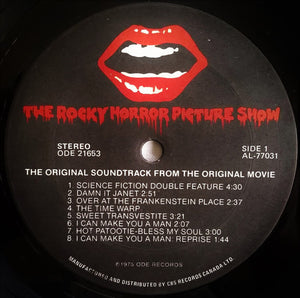 THE ROCKY HORROR PICTURE SHOW
STEREO
ODE 21653
SIDE 1
AL-77031
THE ORIGINAL SOUNDTRACK FROM THE ORIGINAL MOVIE
1 SCIENCE FICTION DOUBLE FEATURE 4:30
2 DAMN IT JANET 2:51
3 OVER AT THE FRANKENSTEIN PLACE 2:37
4 THE TIME WARP
5 SWEET TRANSVESTITE 3:21
6 I CAN MAKE YOU A MAN 2:07
7 HOT PATOOTIE-BLESS MY SOUL 3:00
8 I CAN MAKE YOU A MAN: REPRISE 1:44
℗1975 ODE RECORDS
MANUFACTURED AND DISTRIBUTED BY CBS RECORDS CANADA LTD.